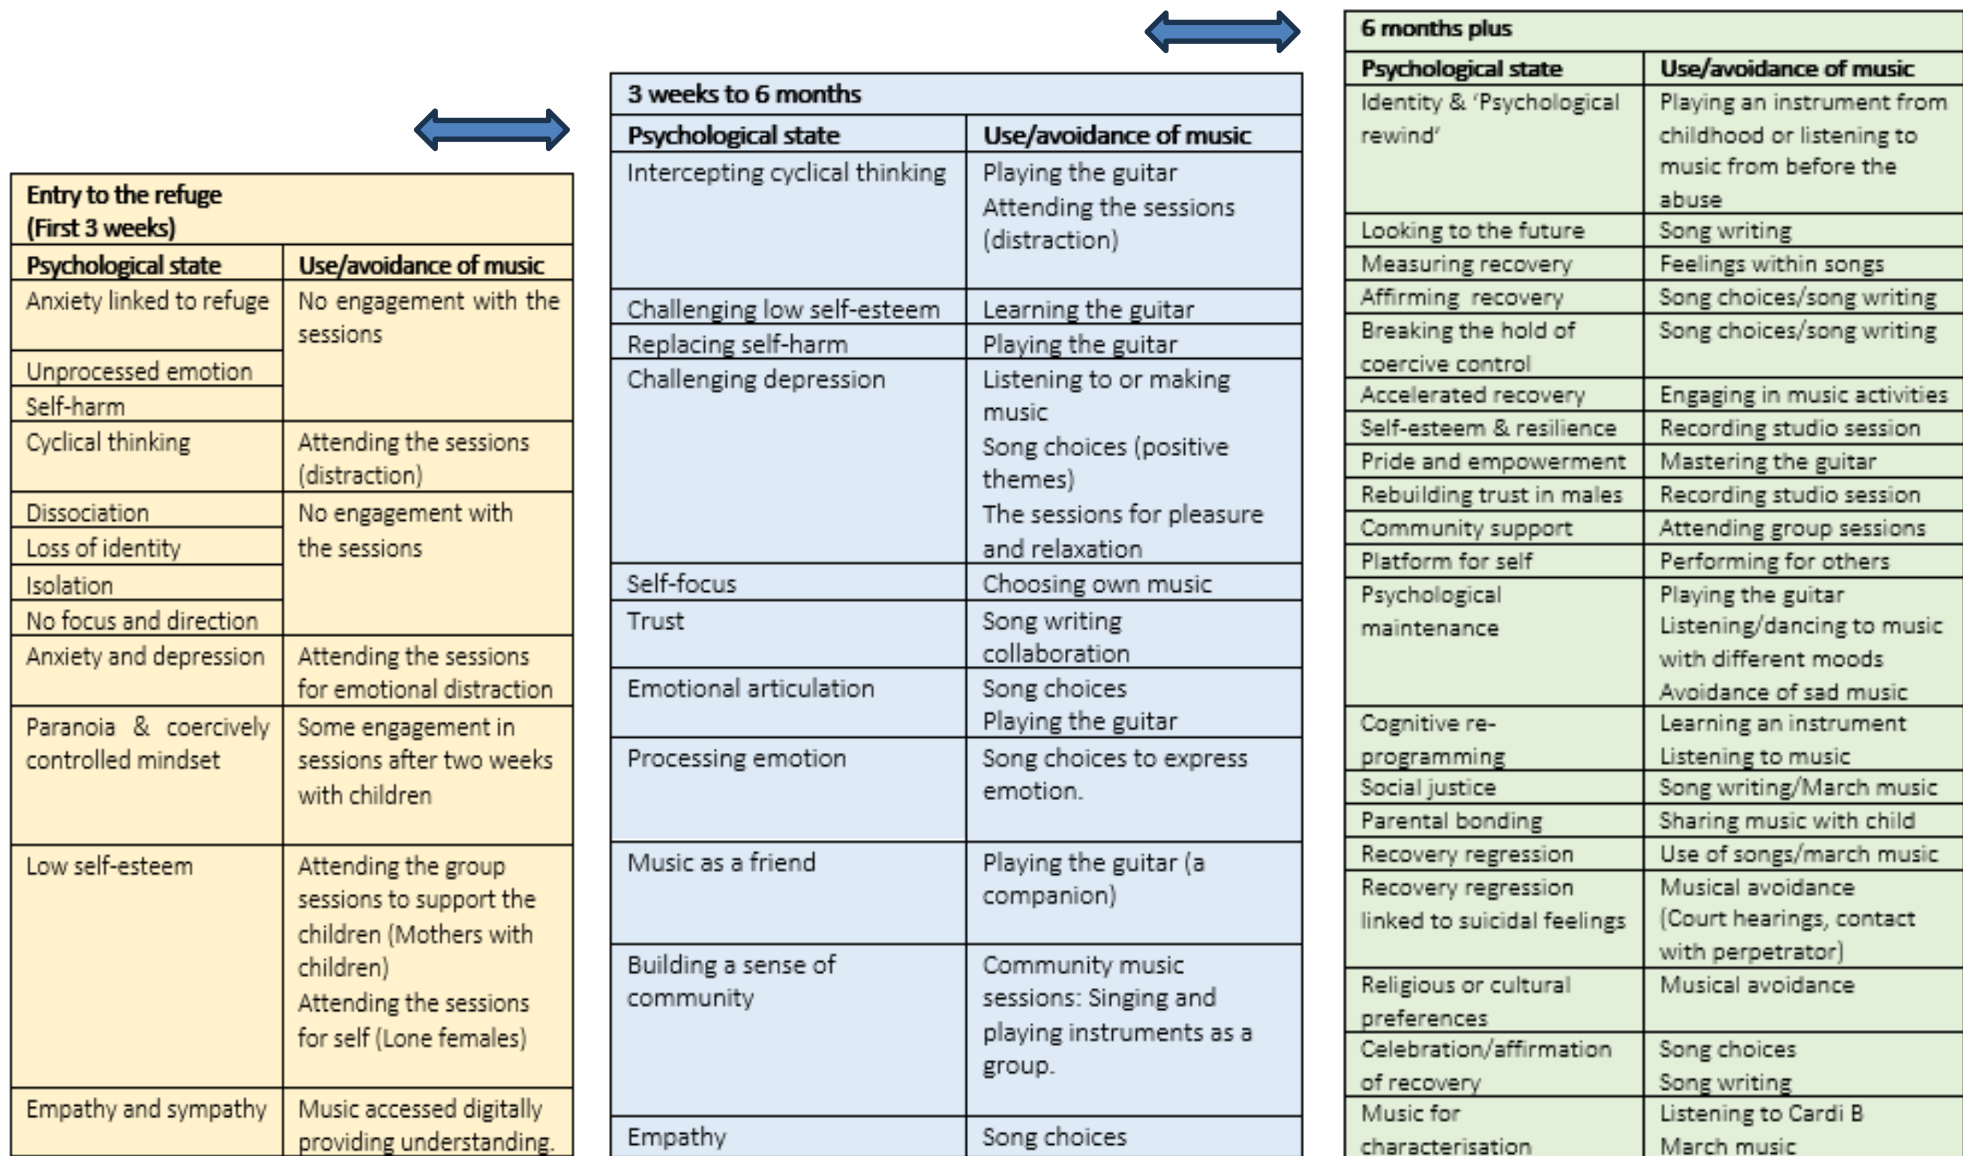 Entry to the refuge
(First 3 weeks)
Psychological state Use/avoidance of music
Anxiety linked to refuge No engagement with the
sessions
Unprocessed emotion
Self-harm
Cyclical thinking Attending the sessions
(distraction)
Dissociation No engagement with
Loss of identity the sessions
Isolation
No focus and direction
Anxiety and depression Attending the sessions
for emotional distraction
Paranoia & coercively Some engagement in
controlled mindset sessions after two weeks
with children
Low self-esteem Attending the group
sessions to support the
children (Mothers with
children)
Attending the sessions
for self (Lone females)
Empathy and sympathy Music accessed digitally
providing understanding.
3 weeks to 6 months
Psychological state Use/avoidance of music
Intercepting cyclical thinking Playing the guitar
Attending the sessions
(distraction)
Challenging low self-esteem Learning the guitar
Replacing self-harm Playing the guitar
Challenging depression Listening to or making
music
Song choices (positive
themes)
The sessions for pleasure
and relaxation
Self-focus Choosing own music
Trust Song writing
collaboration
Emotional articulation Song choices
Playing the guitar
Processing emotion Song choices to express
emotion.
Music as a friend Playing the guitar (a
companion)
Building a sense of Community music
community sessions: Singing and
playing instruments as a
group.
Empathy Song choices
6 months plus
Psychological state Use/avoidance of music
Identity & ‘Psychological Playing an instrument from
rewind’ childhood or listening to
music from before the
abuse
Looking to the future Song writing
Measuring recovery Feelings within songs
Affirming recovery Song choices/song writing
Breaking the hold of Song choices/song writing
coercive control
Accelerated recovery Engaging in music activities
Self-esteem & resilience Recording studio session
Pride and empowerment Mastering the guitar
Rebuilding trust in males Recording studio session
Community support Attending group sessions
Platform for self Performing for others
Psychological Playing the guitar
maintenance Listening/dancing to music
with different moods
Avoidance of sad music
Cognitive re- Learning an instrument
programming Listening to music
Social justice Song writing/March music
Parental bonding Sharing music with child
Recovery regression Use of songs/march music
Recovery regression Musical avoidance
linked to suicidal feelings (Court hearings, contact
with perpetrator)
Religious or cultural Musical avoidance
preferences
Celebration/affirmation Song choices
of recovery Song writing
Music for Listening to Cardi B
characterisation March music